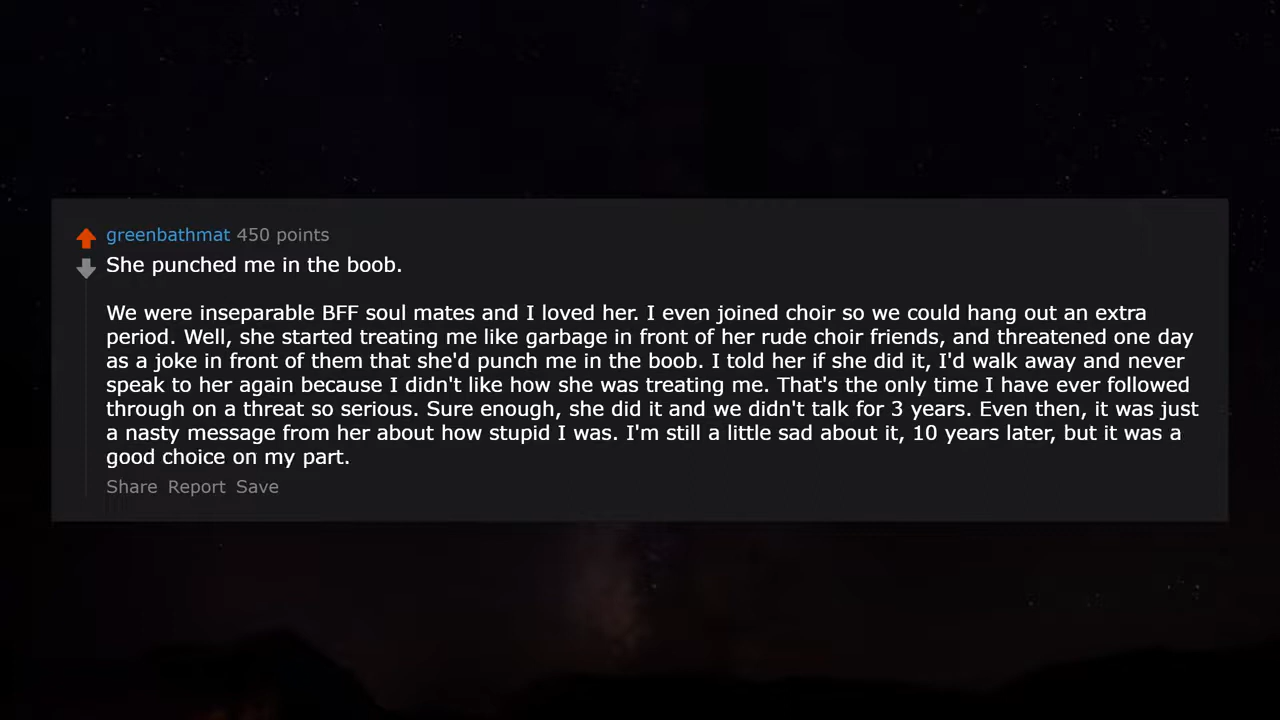 greenbathmat 450 points
She punched me in the boob.
We were inseparable BFF soul mates and I loved her. I even joined choir so we could hang out an extra
period. Well, she started treating me like garbage in front of her rude choir friends, and threatened one day
as a joke in front of them that she'd punch me in the boob. I told her if she did it, I'd walk away and never
speak to her again because I didn't like how she was treating me. That's the only time I have ever followed
through on a threat so serious. Sure enough, she did it and we didn't talk for 3 years. Even then, it was just
a nasty message from her about how stupid I was. I'm still a little sad about it, 10 years later, but it was a
good choice on my part.
Share Report Save